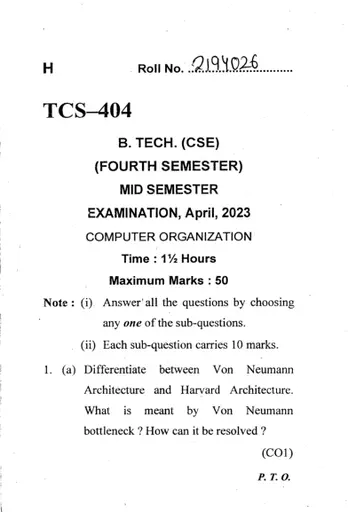 H Roll No. 2194026
TCS–404
B. TECH. (CSE)
(FOURTH SEMESTER)
MID SEMESTER
EXAMINATION, April, 2023
COMPUTER ORGANIZATION
Time : 1½ Hours
Maximum Marks : 50
Note : (i) Answer all the questions by choosing
any one of the sub-questions.
(ii) Each sub-question carries 10 marks.
1. (a) Differentiate between Von Neumann
Architecture and Harvard Architecture.
What is meant by Von Neumann
bottleneck ? How can it be resolved ?
(CO1)
P. T. O.